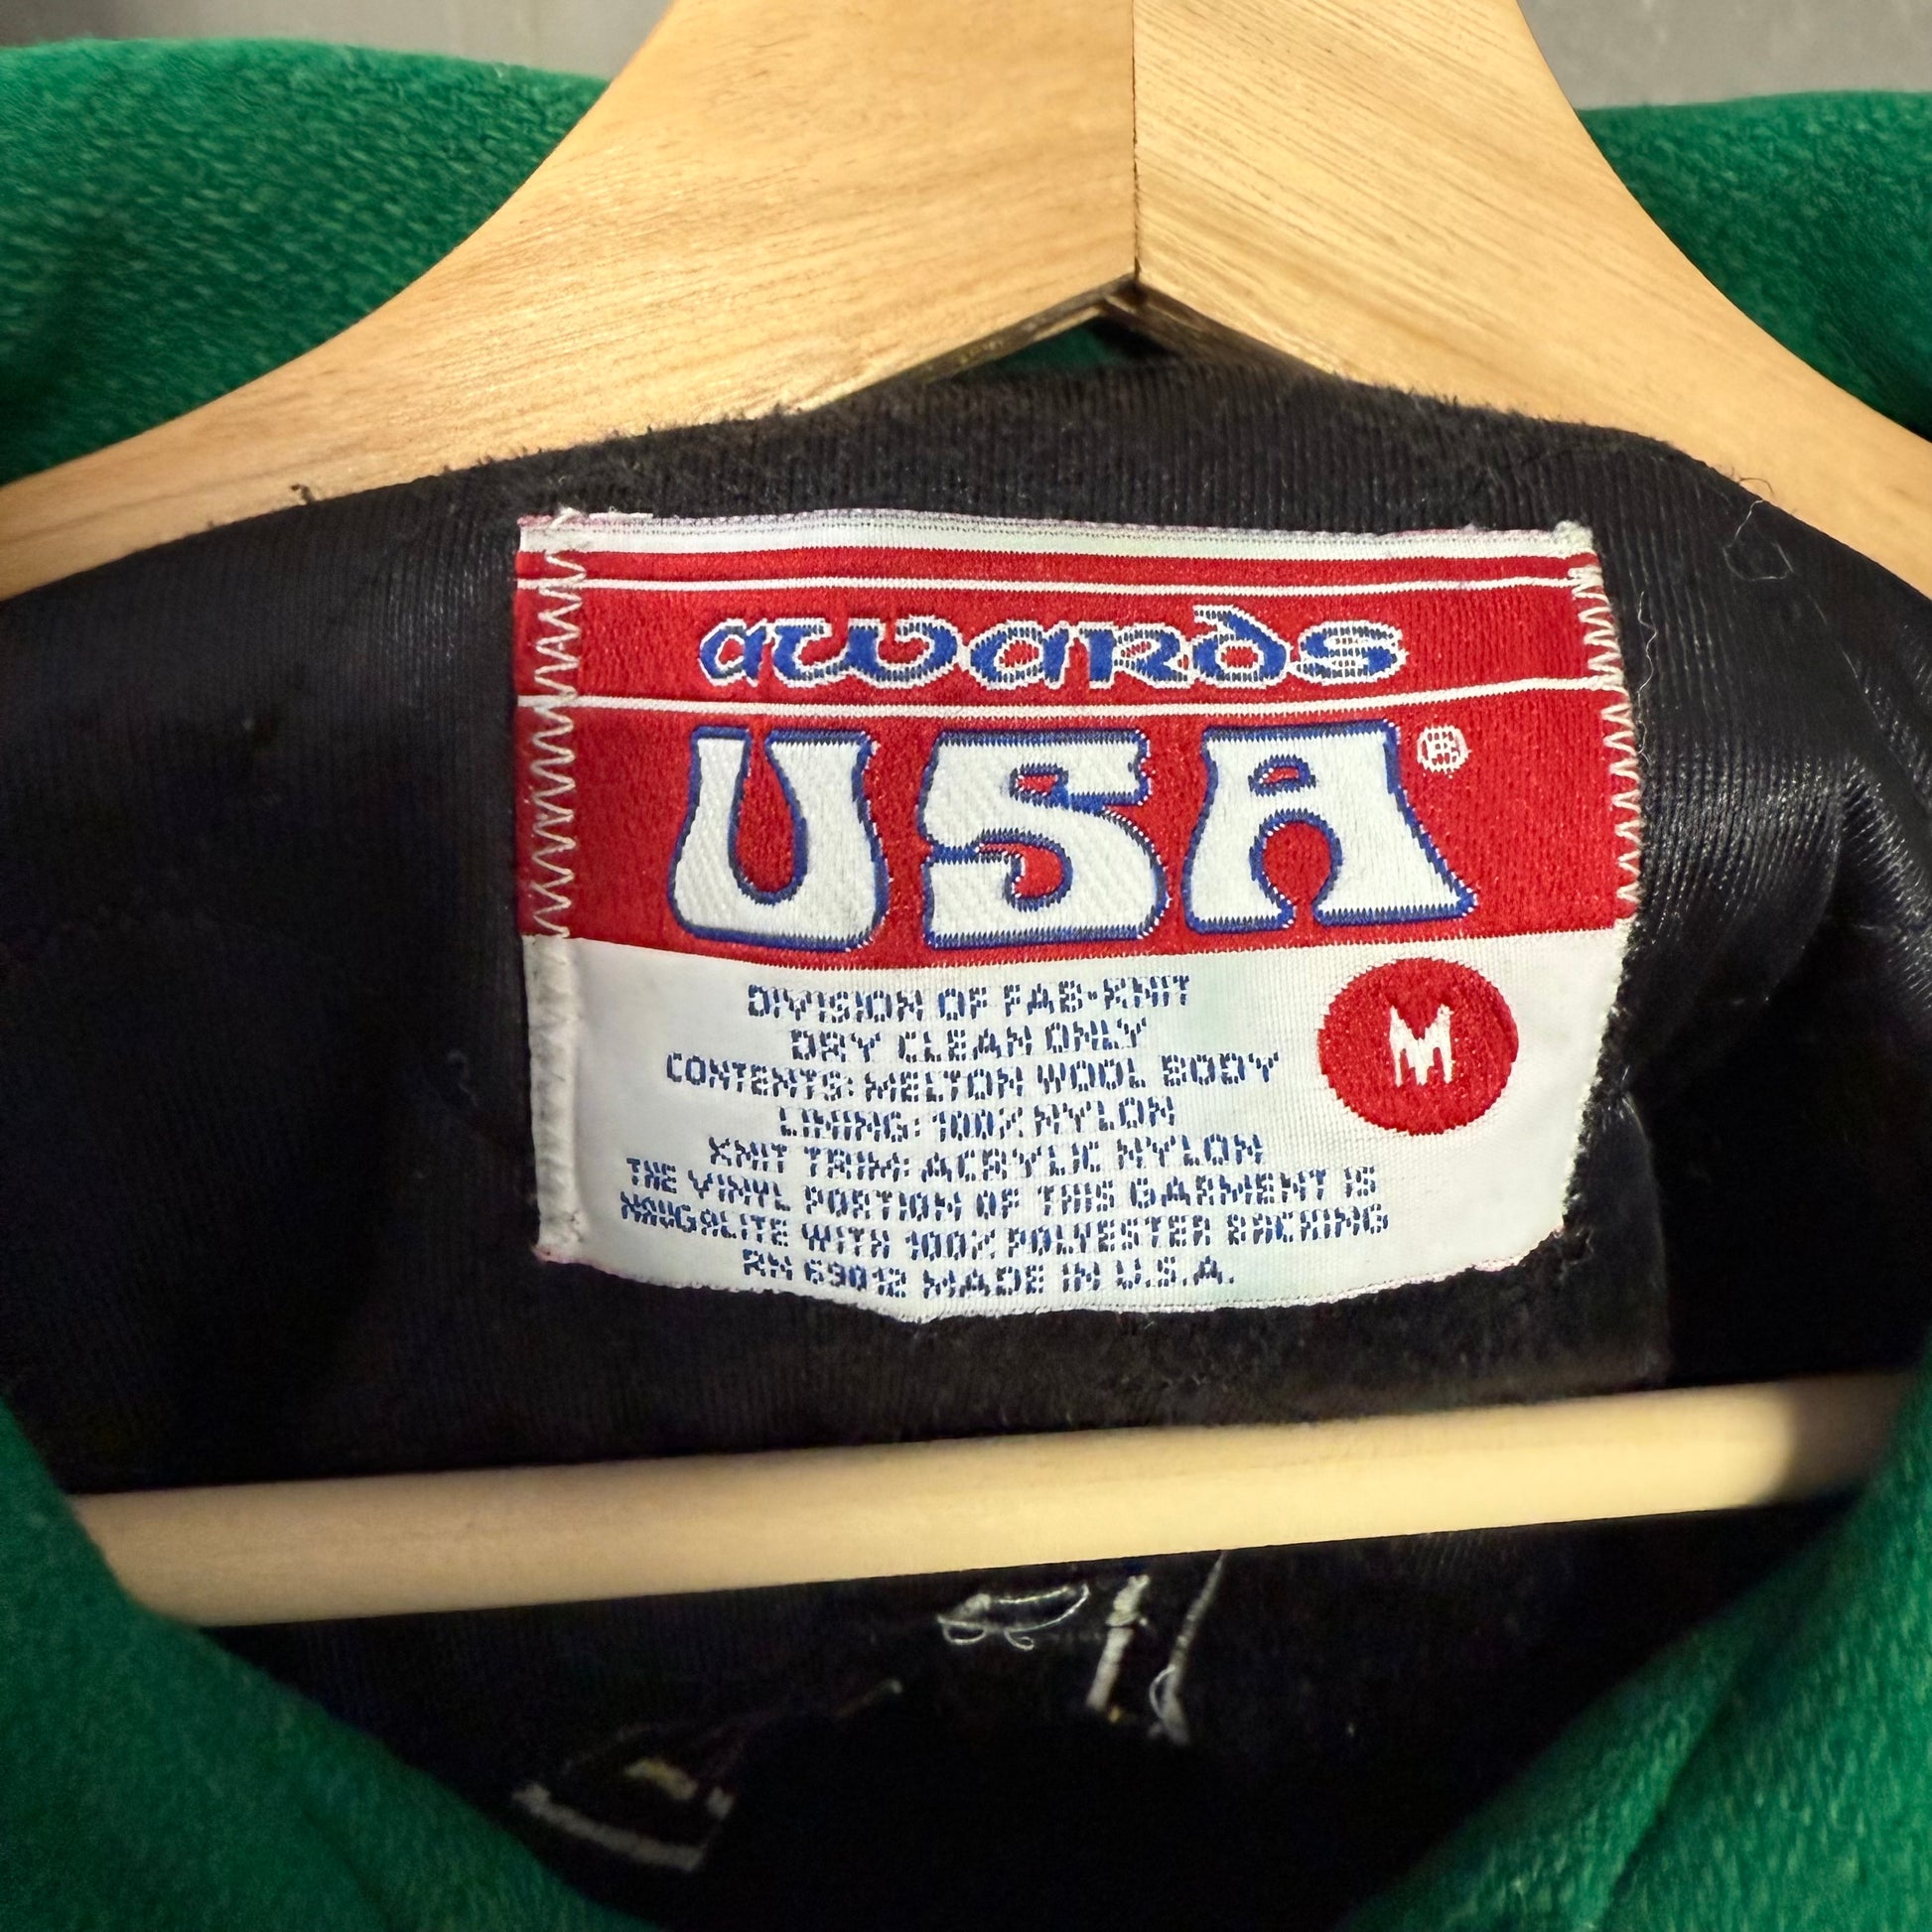 awards
USA®
DIVISION OF FAB-KNIT
DRY CLEAN ONLY
M
CONTENTS: MELTON WOOL BODY
LINING: 100% NYLON
KNIT TRIM: ACRYLIC NYLON
THE VINYL PORTION OF THIS GARMENT IS
NAUGALITE WITH 100% POLYESTER BACKING
RN 69012 MADE IN U.S.A.